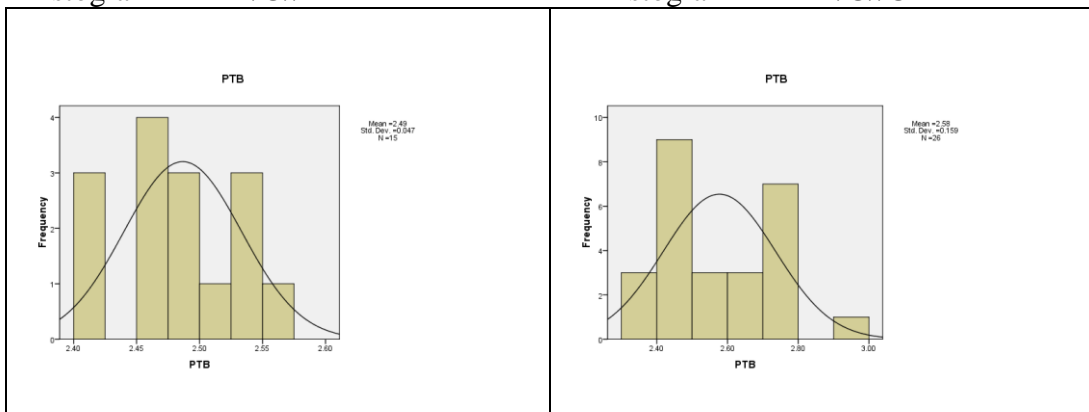 PTB
Mean =2.49
Std. Dev. =0.047
N =15
Frequency
4
3
2
1
0
2.40
2.45
2.50
2.55
2.60
PTB
PTB
Mean =2.58
Std. Dev. =0.159
N =26
Frequency
10
8
6
4
2
0
2.40
2.60
2.80
3.00
PTB